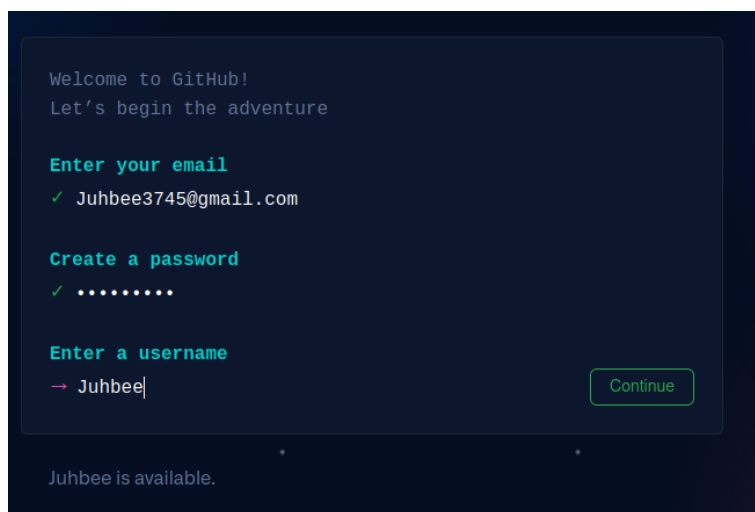 Welcome to GitHub!
Let’s begin the adventure
Enter your email
✓ Juhbee3745@gmail.com
Create a password
✓ •••••••••
Enter a username
→ Juhbee
Continue
Juhbee is available.